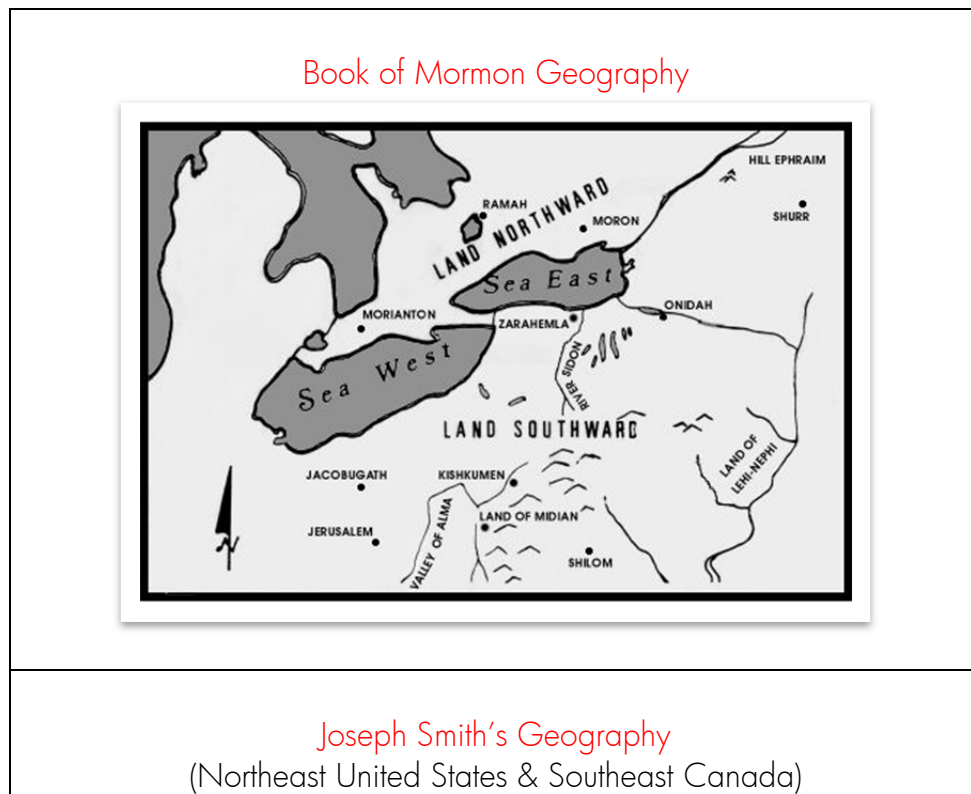 Book of Mormon Geography
HILL EPHRAIM
RAMAH
SHURR
MORON
LAND NORTHWARD
Sea East
ONIDAH
MORIANTON
ZARAHEMLA
Sea West
RIVER SIDON
LAND SOUTHWARD
LAND OF
LEHI-NEPHI
JACOBUGATH
KISHKUMEN
LAND OF MIDIAN
JERUSALEM
VALLEY OF ALMA
SHILOM
N
Joseph Smith's Geography
(Northeast United States & Southeast Canada)